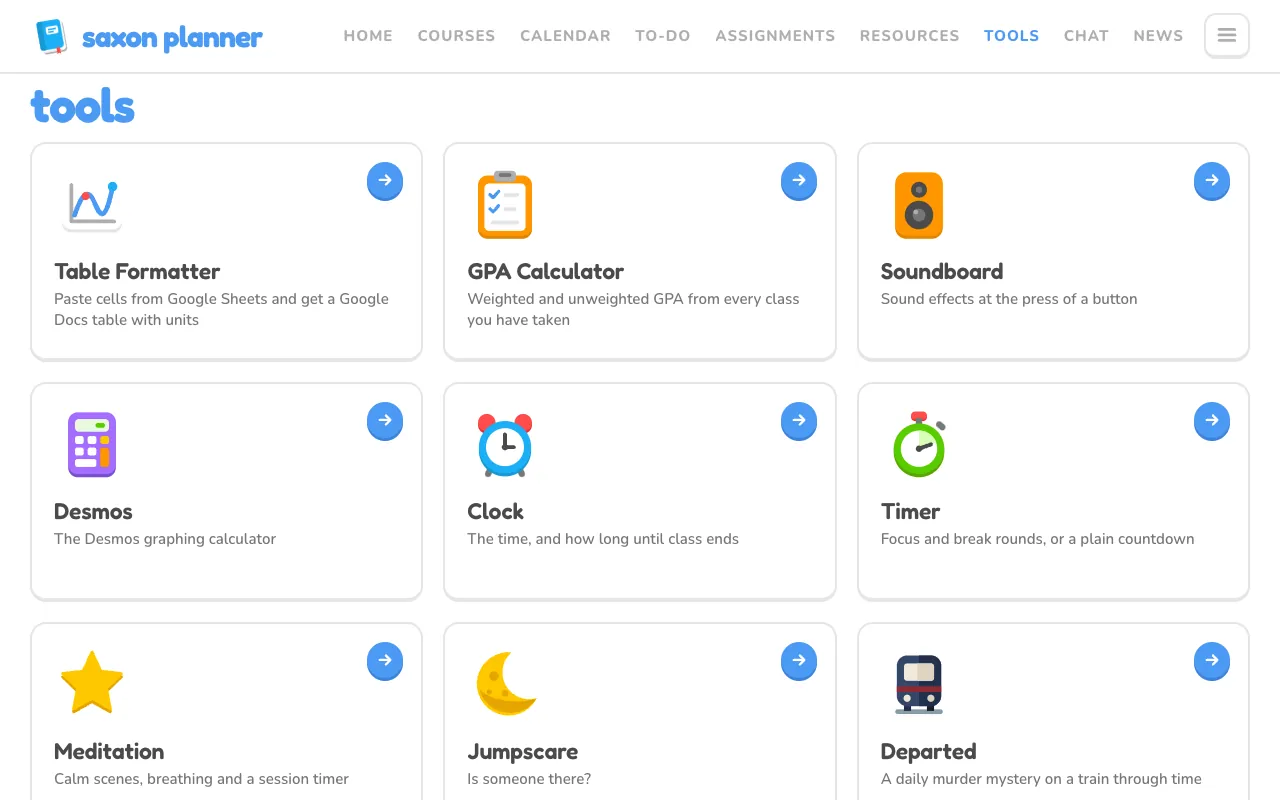 saxon planner
HOME COURSES CALENDAR TO-DO ASSIGNMENTS RESOURCES TOOLS CHAT NEWS
tools
Table Formatter
Paste cells from Google Sheets and get a Google
Docs table with units
GPA Calculator
Weighted and unweighted GPA from every class
you have taken
Soundboard
Sound effects at the press of a button
Desmos
The Desmos graphing calculator
Clock
The time, and how long until class ends
Timer
Focus and break rounds, or a plain countdown
Meditation
Calm scenes, breathing and a session timer
Jumpscare
Is someone there?
Departed
A daily murder mystery on a train through time